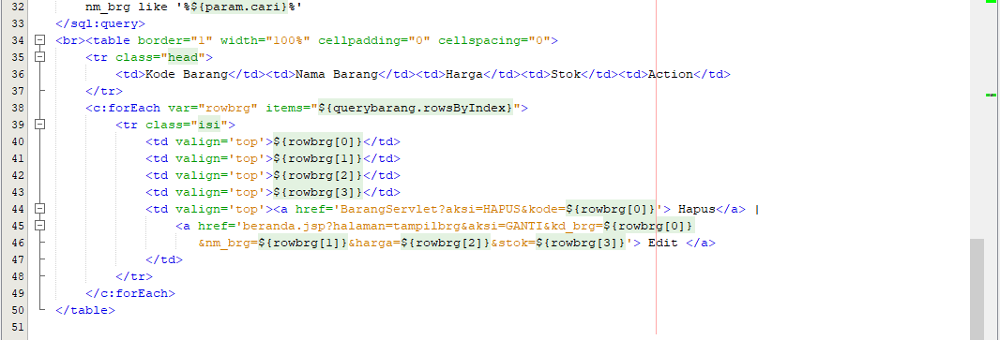 32 nm_brg like '%${param.cari}%'
33 </sql:query>
34 <br><table border="1" width="100%" cellpadding="0" cellspacing="0">
35 <tr class="head">
36 <td>Kode Barang</td><td>Nama Barang</td><td>Harga</td><td>Stok</td><td>Action</td>
37 </tr>
38 <c:forEach var="rowbrg" items="${querybarang.rowsByIndex}">
39 <tr class="isi">
40 <td valign='top'>${rowbrg[0]}</td>
41 <td valign='top'>${rowbrg[1]}</td>
42 <td valign='top'>${rowbrg[2]}</td>
43 <td valign='top'>${rowbrg[3]}</td>
44 <td valign='top'><a href='BarangServlet?aksi=HAPUS&kode=${rowbrg[0]}'> Hapus</a> |
45 <a href='beranda.jsp?halaman=tampilbrg&aksi=GANTI&kd_brg=${rowbrg[0]}
46 &nm_brg=${rowbrg[1]}&harga=${rowbrg[2]}&stok=${rowbrg[3]}'> Edit </a>
47 </td>
48 </tr>
49 </c:forEach>
50 </table>
51